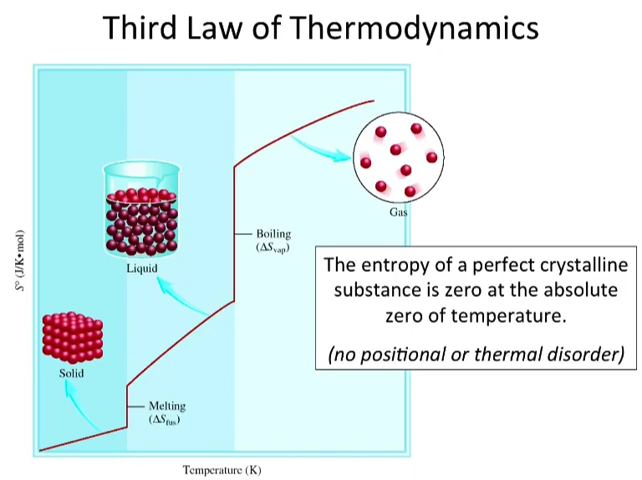 Third Law of Thermodynamics
Gas
Boiling
(ΔSvap)
Liquid
The entropy of a perfect crystalline
substance is zero at the absolute
zero of temperature.
(no positional or thermal disorder)
S° (J/K•mol)
Solid
Melting
(ΔSfus)
Temperature (K)